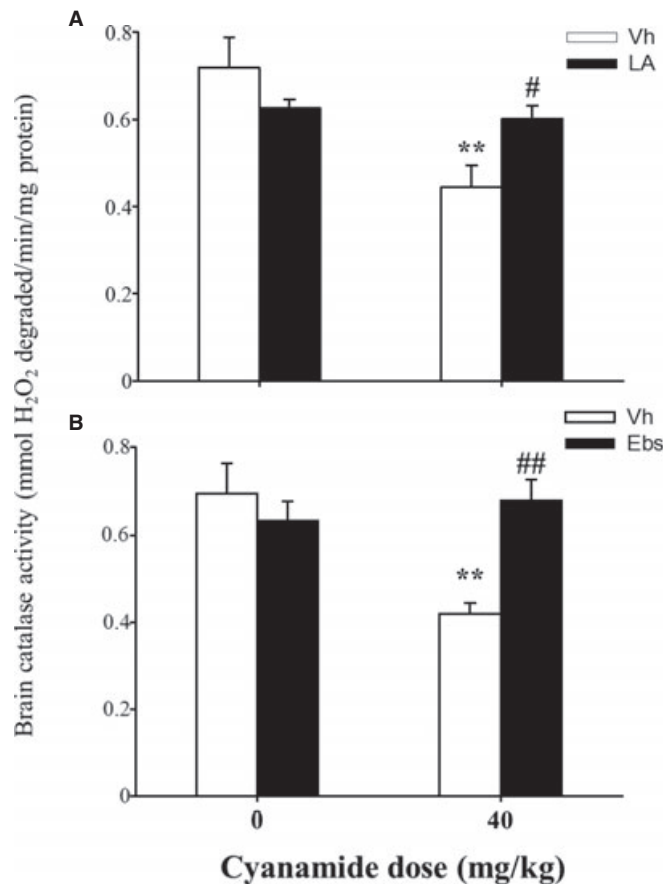 A
0.8
0.6
0.4
0.2
0
Vh
LA
**
#
B
0.8
0.6
0.4
0.2
0
Vh
Ebs
**
##
0
40
Cyanamide dose (mg/kg)
Brain catalase activity (mmol H₂O₂ degraded/min/mg protein)